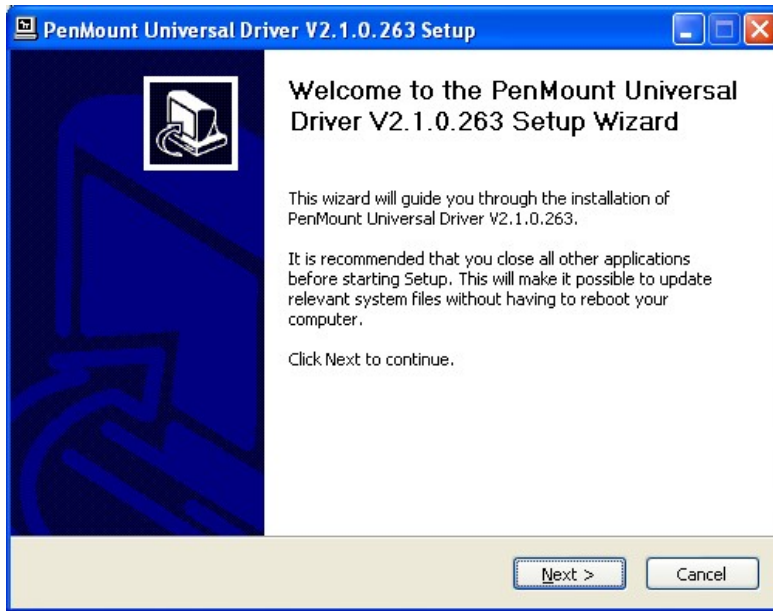 PenMount Universal Driver V2.1.0.263 Setup
Welcome to the PenMount Universal
Driver V2.1.0.263 Setup Wizard
This wizard will guide you through the installation of
PenMount Universal Driver V2.1.0.263.
It is recommended that you close all other applications
before starting Setup. This will make it possible to update
relevant system files without having to reboot your
computer.
Click Next to continue.
Next >
Cancel